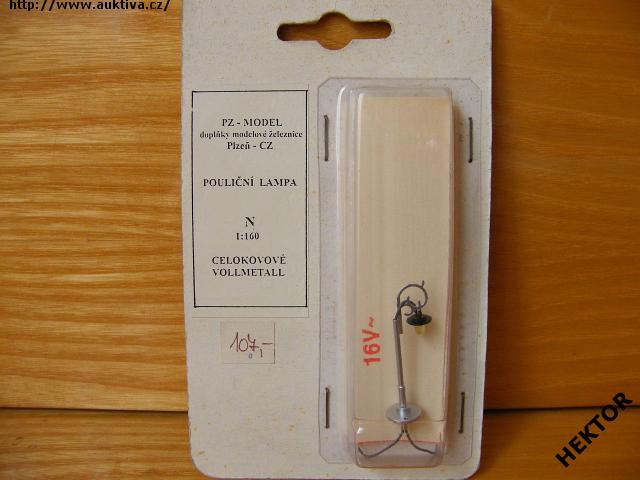 http://www.auktiva.cz/
PZ - MODEL
doplňky modelové železnice
Plzeň - CZ
POULIČNÍ LAMPA
N
1:160
CELOKOVOVÉ
VOLLMETALL
107,-
16V~
HEKTOR